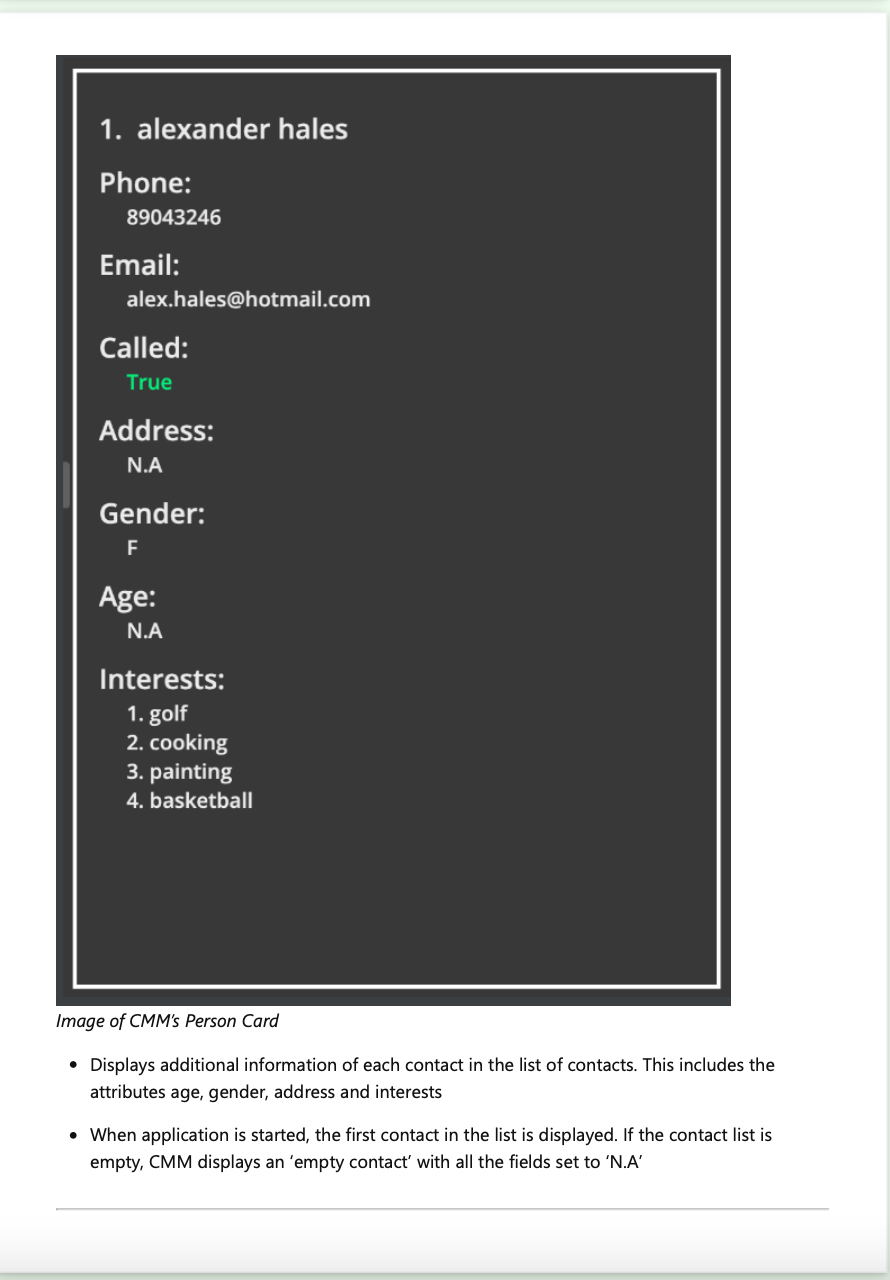 1. alexander hales
Phone:
89043246
Email:
alex.hales@hotmail.com
Called:
True
Address:
N.A
Gender:
F
Age:
N.A
Interests:
1. golf
2. cooking
3. painting
4. basketball
Image of CMM’s Person Card
• Displays additional information of each contact in the list of contacts. This includes the
attributes age, gender, address and interests
• When application is started, the first contact in the list is displayed. If the contact list is
empty, CMM displays an ‘empty contact’ with all the fields set to ‘N.A’